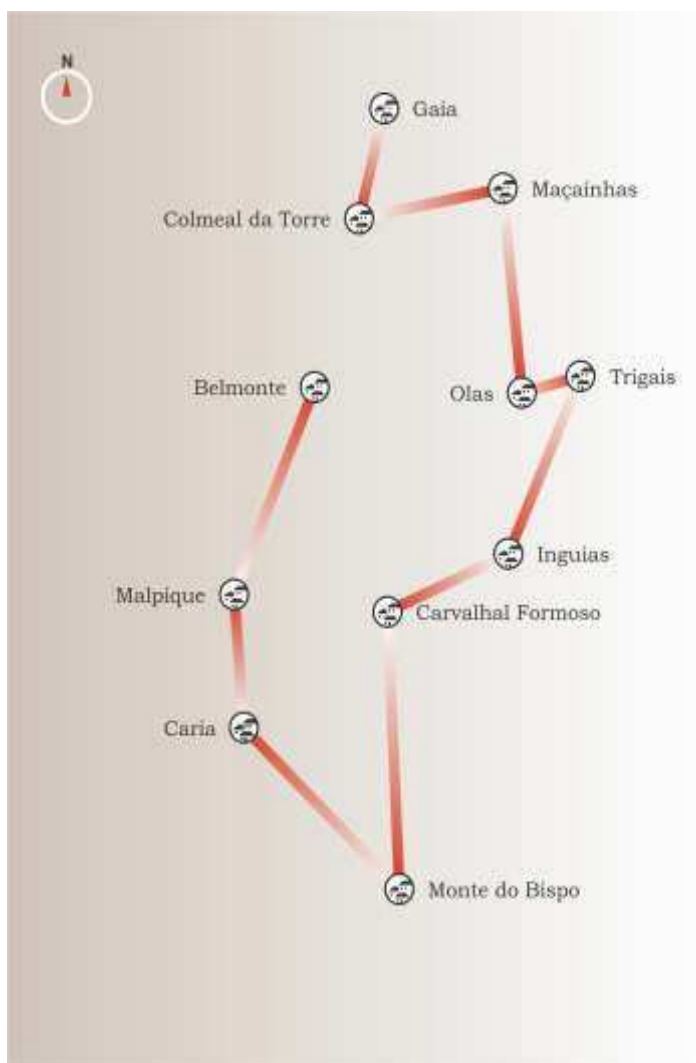 N
Gaia
Maçainhas
Colmeal da Torre
Trigais
Belmonte
Olas
Inguias
Malpique
Carvalhal Formoso
Caria
Monte do Bispo